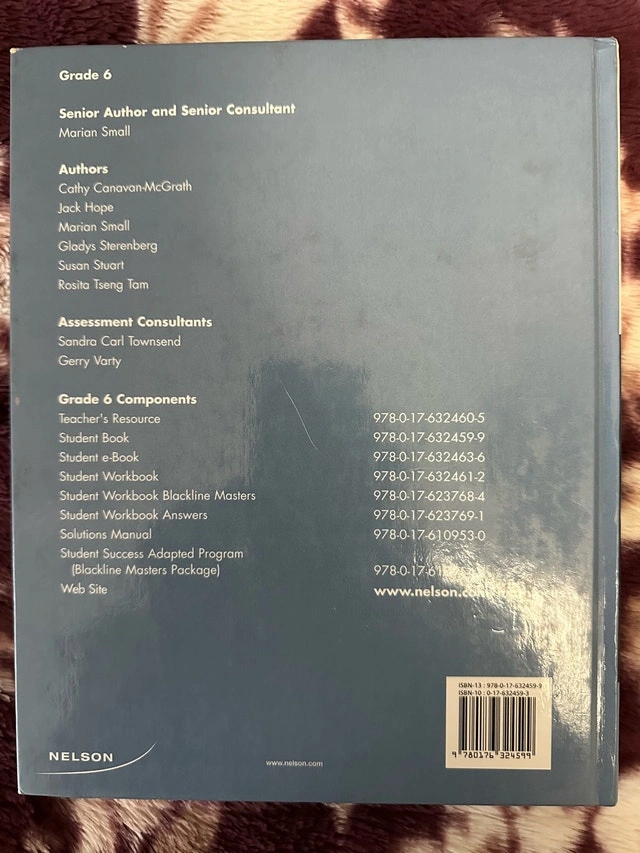 Grade 6
Senior Author and Senior Consultant
Marian Small
Authors
Cathy Canavan-McGrath
Jack Hope
Marian Small
Gladys Sterenberg
Susan Stuart
Rosita Tseng Tam
Assessment Consultants
Sandra Carl Townsend
Gerry Varty
Grade 6 Components
Teacher's Resource 978-0-17-632460-5
Student Book 978-0-17-632459-9
Student e-Book 978-0-17-632463-6
Student Workbook 978-0-17-632461-2
Student Workbook Blackline Masters 978-0-17-623768-4
Student Workbook Answers 978-0-17-623769-1
Solutions Manual 978-0-17-610953-0
Student Success Adapted Program
(Blackline Masters Package)
Web Site
ISBN-13 : 978-0-17-632459-9
ISBN-10 : 0-17-632459-3
9 780176 324599
NELSON
www.nelson.com